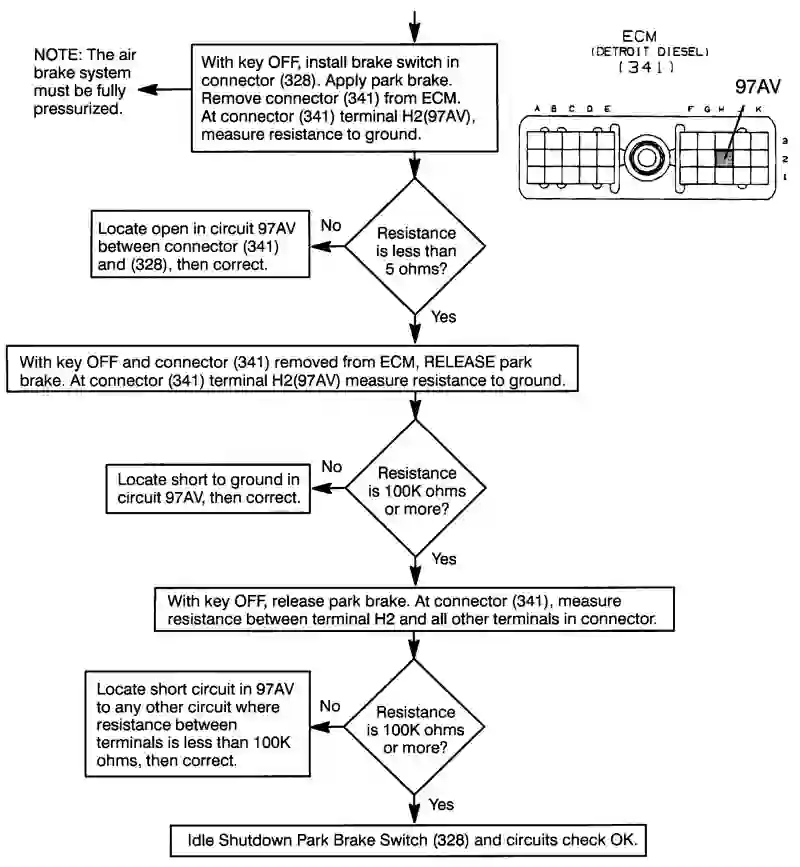 NOTE: The air
brake system
must be fully
pressurized.
With key OFF, install brake switch in
connector (328). Apply park brake.
Remove connector (341) from ECM.
At connector (341) terminal H2(97AV),
measure resistance to ground.
ECM
(DETROIT DIESEL)
(341)
97AV
A B C D E F G H J K
3
2
1
Resistance
is less than
5 ohms?
No
Locate open in circuit 97AV
between connector (341)
and (328), then correct.
Yes
With key OFF and connector (341) removed from ECM, RELEASE park
brake. At connector (341) terminal H2(97AV) measure resistance to ground.
Resistance
is 100K ohms
or more?
No
Locate short to ground in
circuit 97AV, then correct.
Yes
With key OFF, release park brake. At connector (341), measure
resistance between terminal H2 and all other terminals in connector.
Resistance
is 100K ohms
or more?
No
Locate short circuit in 97AV
to any other circuit where
resistance between
terminals is less than 100K
ohms, then correct.
Yes
Idle Shutdown Park Brake Switch (328) and circuits check OK.